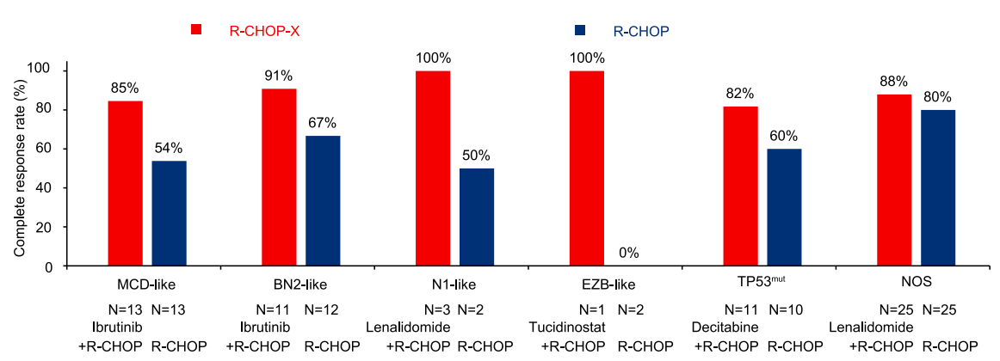 R-CHOP-X R-CHOP
Complete response rate (%)
100
80
60
40
20
0
85% 54% 91% 67% 100% 50% 100% 0% 82% 60% 88% 80%
MCD-like BN2-like N1-like EZB-like TP53mut NOS
N=13 N=13 N=11 N=12 N=3 N=2 N=1 N=2 N=11 N=10 N=25 N=25
Ibrutinib Ibrutinib Lenalidomide Tucidinostat Decitabine Lenalidomide
+R-CHOP R-CHOP +R-CHOP R-CHOP +R-CHOP R-CHOP +R-CHOP R-CHOP +R-CHOP R-CHOP +R-CHOP R-CHOP